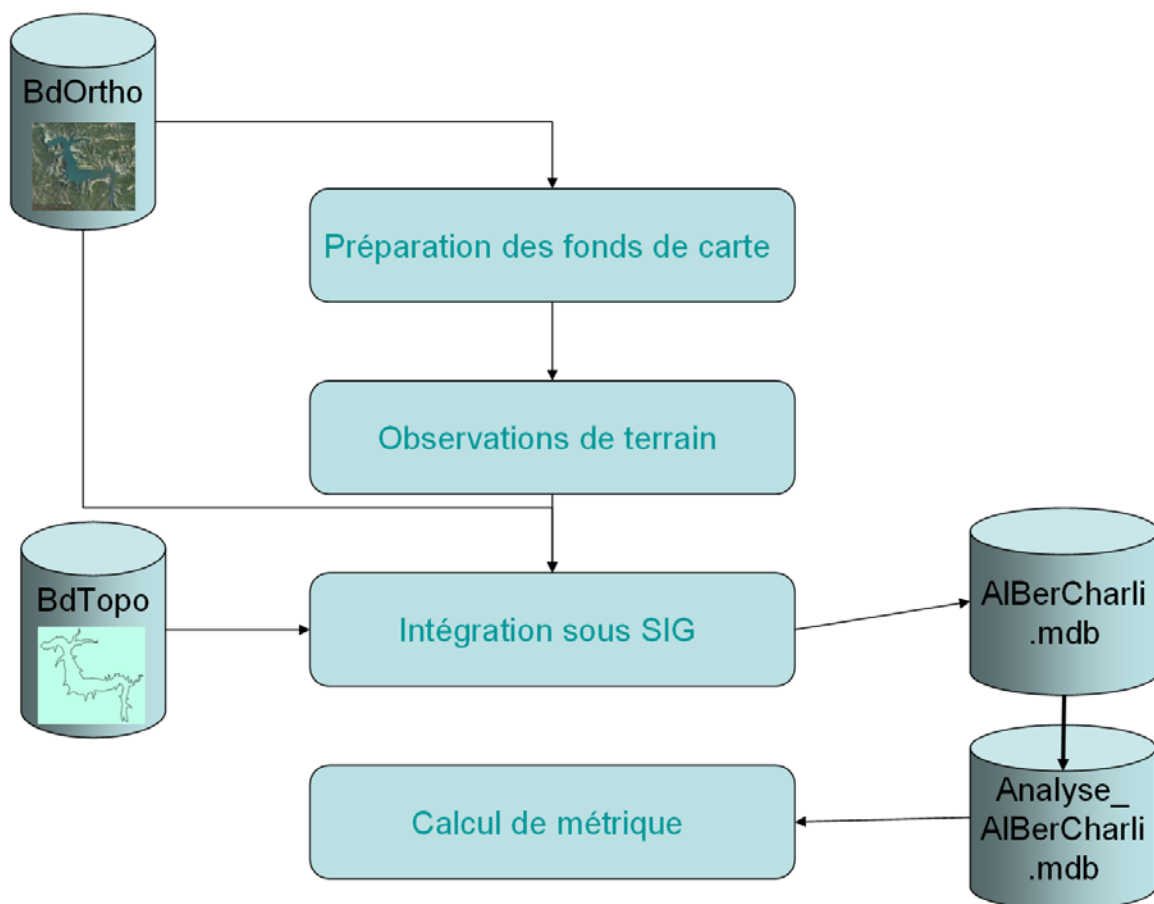 BdOrtho
Préparation des fonds de carte
Observations de terrain
BdTopo
Intégration sous SIG
AlBerCharli
.mdb
Calcul de métrique
Analyse_
AlBerCharli
.mdb